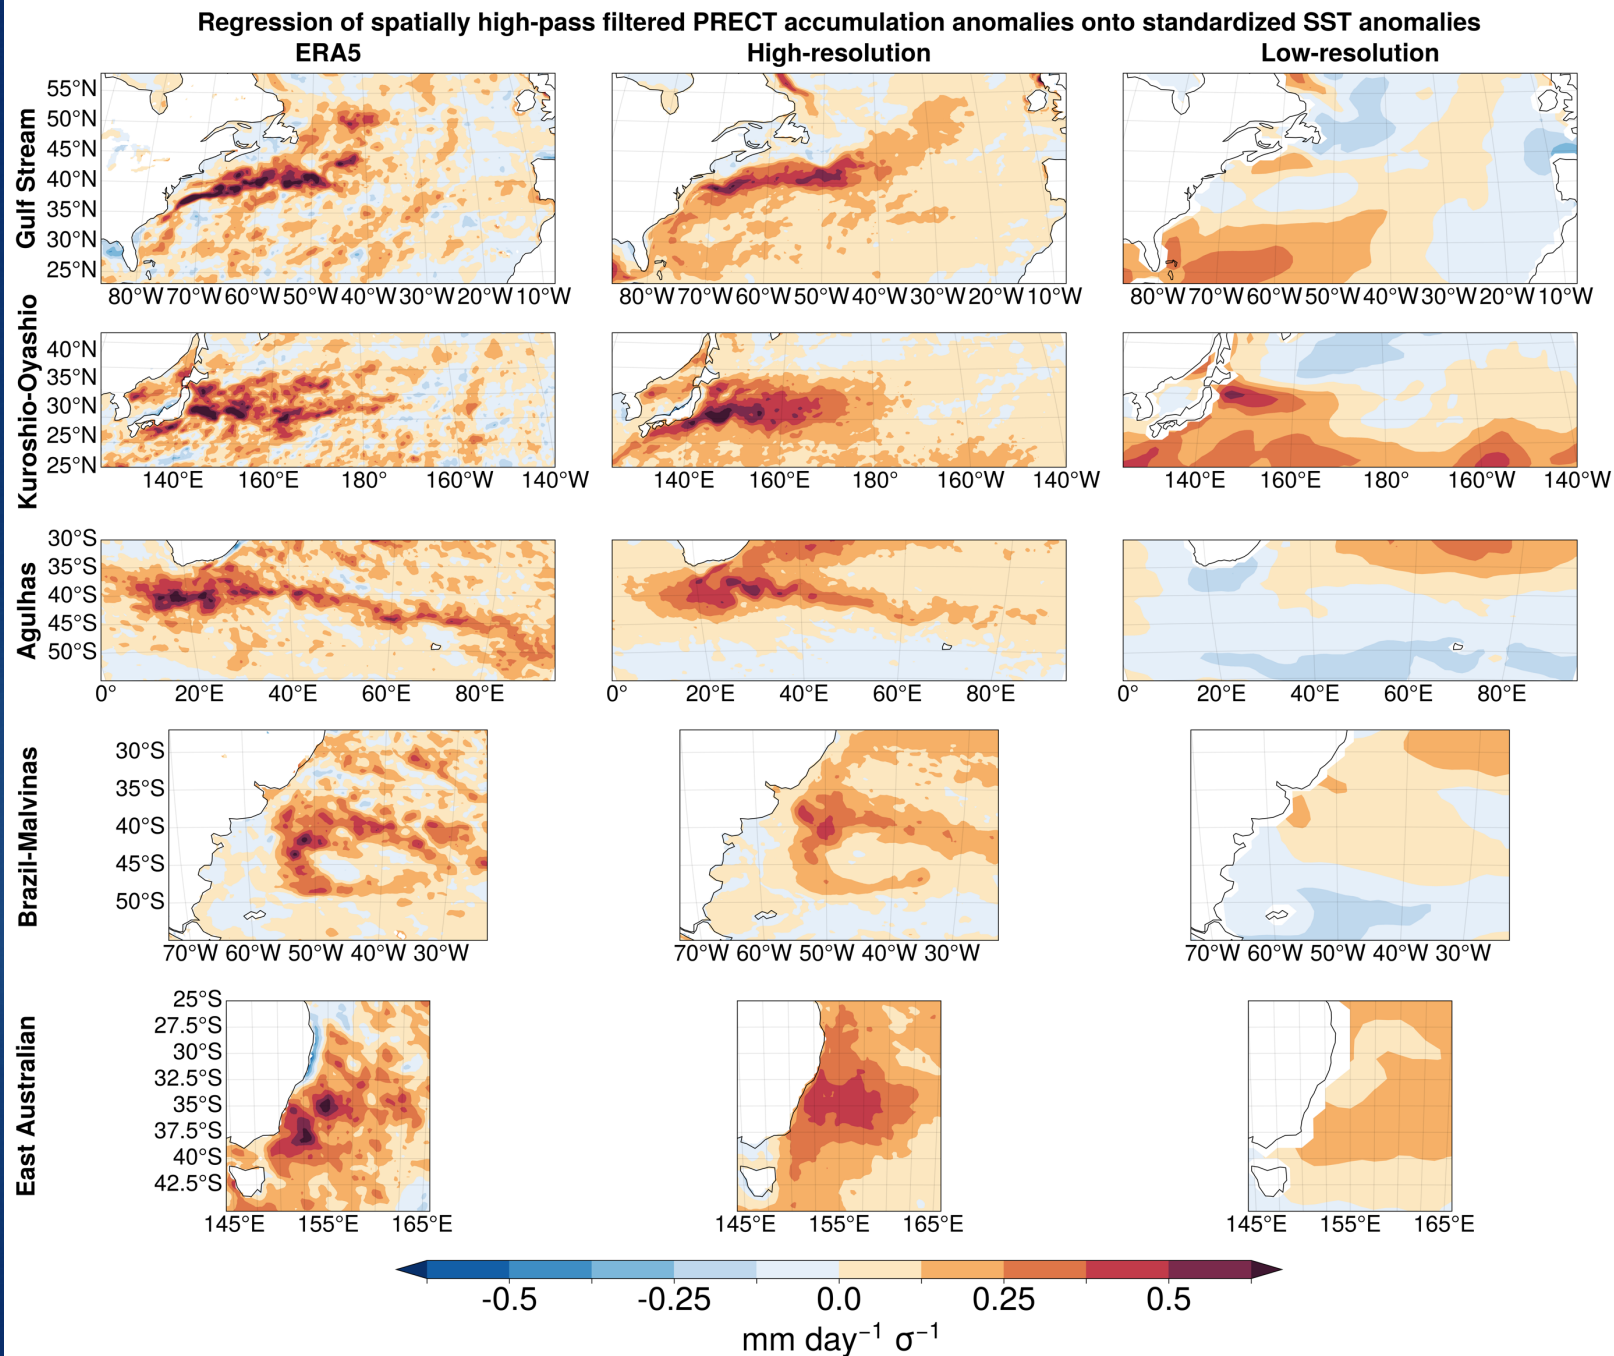 Regression of spatially high-pass filtered PRECT accumulation anomalies onto standardized SST anomalies
ERA5 High-resolution Low-resolution
Gulf Stream
55°N
50°N
45°N
40°N
35°N
30°N
25°N
80°W 70°W 60°W 50°W 40°W 30°W 20°W 10°W
80°W 70°W 60°W 50°W 40°W 30°W 20°W 10°W
80°W 70°W 60°W 50°W 40°W 30°W 20°W 10°W
Kuroshio-Oyashio
40°N
35°N
30°N
25°N
25°N
140°E 160°E 180° 160°W 140°W
140°E 160°E 180° 160°W 140°W
140°E 160°E 180° 160°W 140°W
Agulhas
30°S
35°S
40°S
45°S
50°S
0° 20°E 40°E 60°E 80°E
0° 20°E 40°E 60°E 80°E
0° 20°E 40°E 60°E 80°E
Brazil-Malvinas
30°S
35°S
40°S
45°S
50°S
70°W 60°W 50°W 40°W 30°W
70°W 60°W 50°W 40°W 30°W
70°W 60°W 50°W 40°W 30°W
East Australian
25°S
27.5°S
30°S
32.5°S
35°S
37.5°S
40°S
42.5°S
145°E 155°E 165°E
145°E 155°E 165°E
145°E 155°E 165°E
-0.5 -0.25 0.0 0.25 0.5
mm day⁻¹ σ⁻¹